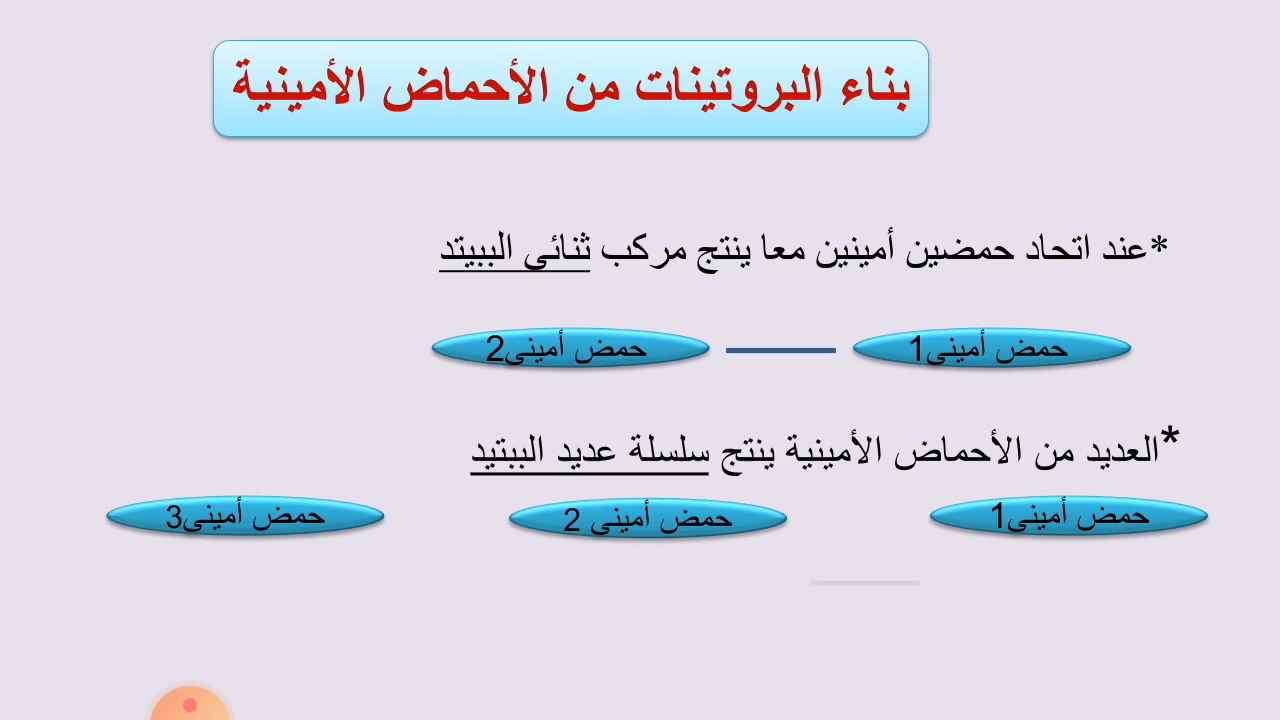 بناء البروتينات من الأحماض الأمينية
*عند اتحاد حمضين أمينين معا ينتج مركب ثنائي الببيتد
حمض أمينى1 حمض أمينى2
*العديد من الأحماض الأمينية ينتج سلسلة عديد الببتيد
حمض أمينى1 حمض أمينى 2 حمض أمينى3